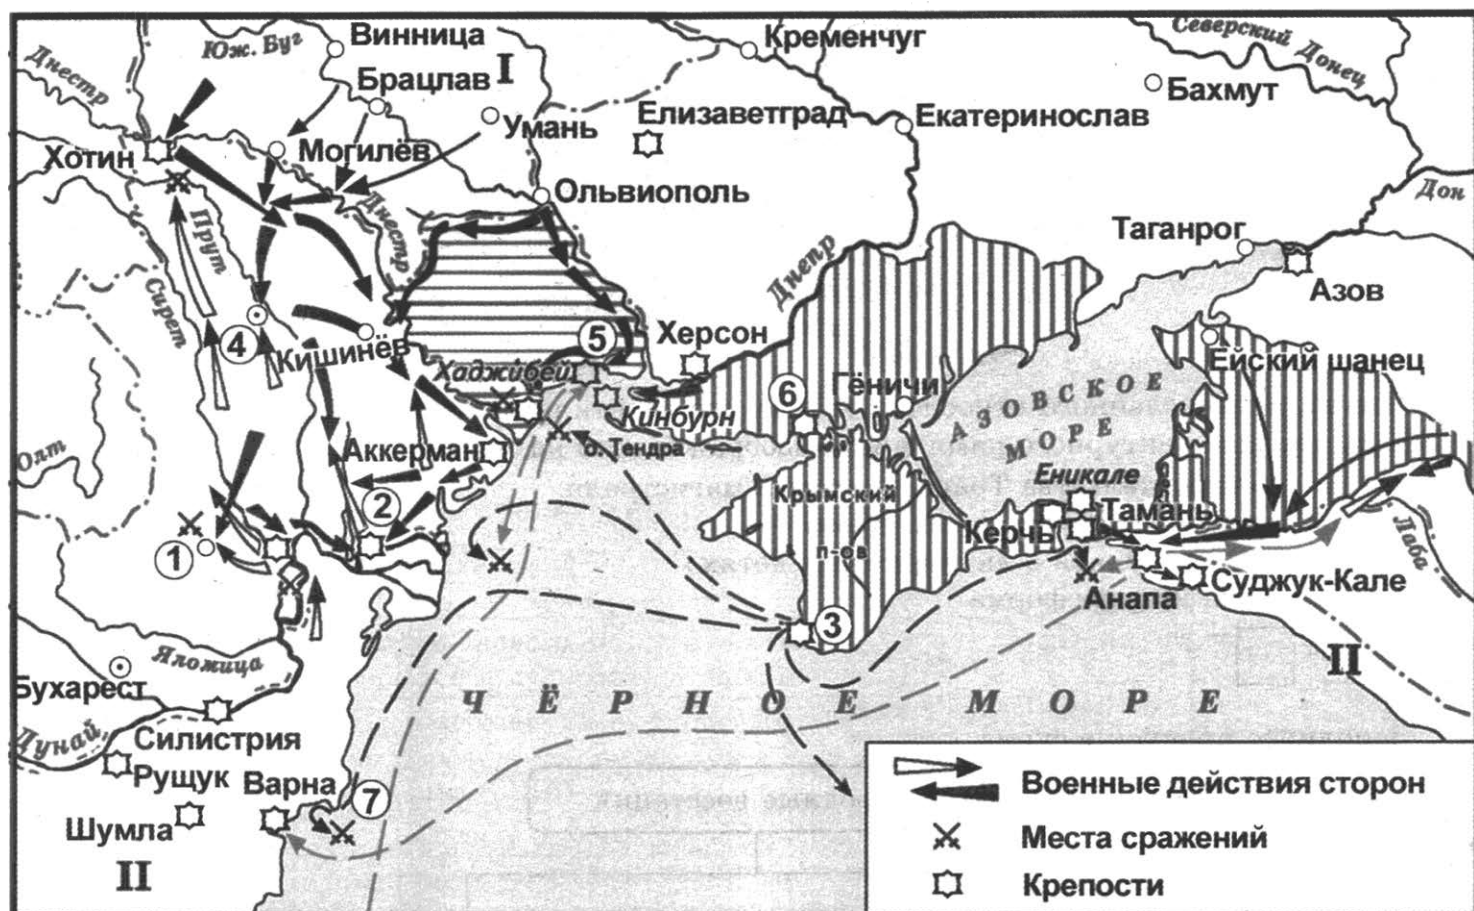 Днестр
Юж. Буг
Винница
I
Кременчуг
Северский Донец
Брацлав
Бахмут
Умань
Елизаветград
Екатеринослав
Хотин
Могилёв
Ольвиополь
Дон
Днестр
Прут
Днепр
Таганрог
Азов
Сирет
4
Кишинёв
5
Херсон
Ейский шанец
Хаджибей
Кинбурн
6
Гёничи
АЗОВСКОЕ
МОРЕ
Олт
Аккерман
о. Тендра
Еникале
2
Крымский
п-ов
Тамань
Керчь
Лаба
1
Суджук-Кале
Анапа
3
II
Яломица
Бухарест
ЧЁРНОЕ МОРЕ
Дунай
Силистрия
Рущук
Варна
7
Шумла
II
Военные действия сторон
Места сражений
Крепости